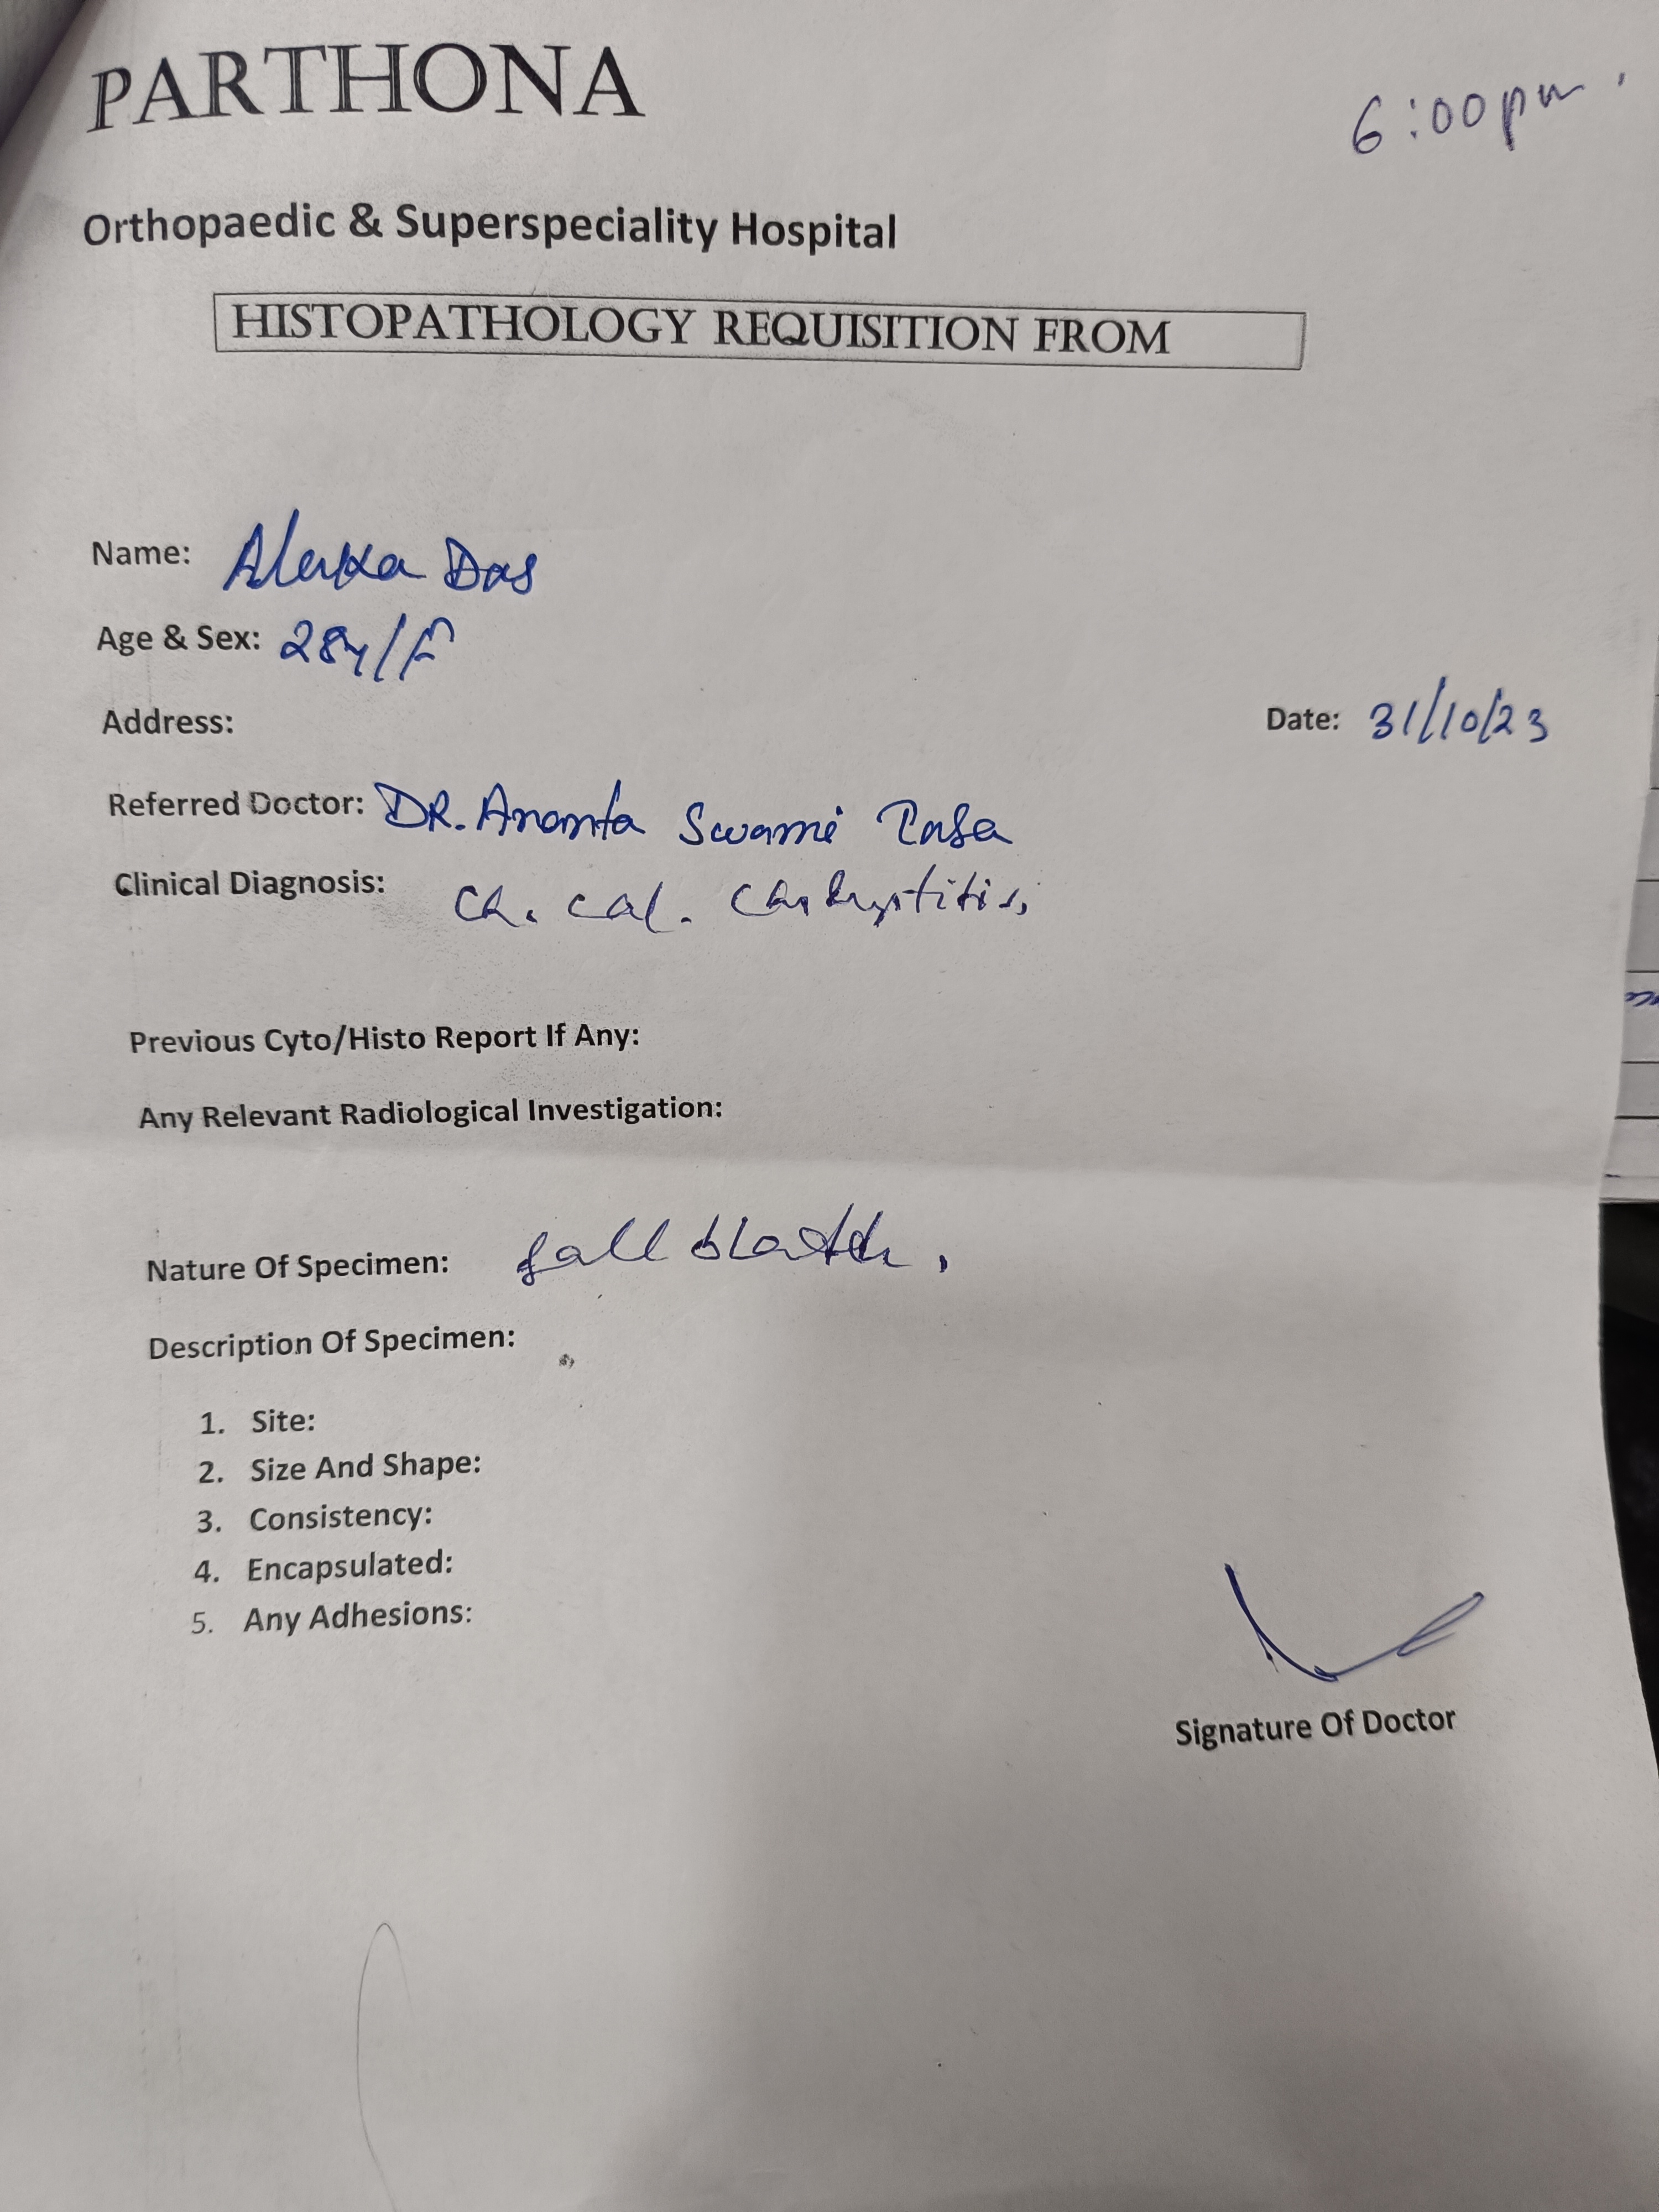 PARTHONA
6:00pm.
Orthopaedic & Superspeciality Hospital
HISTOPATHOLOGY REQUISITION FROM
Name: Das
Age & Sex: 28y/F
Address:
Date: 31/10/23
Referred Doctor: DR. Ananta Swami
Clinical Diagnosis: Ch. Cal.
Previous Cyto/Histo Report If Any:
Any Relevant Radiological Investigation:
Nature Of Specimen: Gall bladder.
Description Of Specimen:
1. Site:
2. Size And Shape:
3. Consistency:
4. Encapsulated:
5. Any Adhesions:
Signature Of Doctor